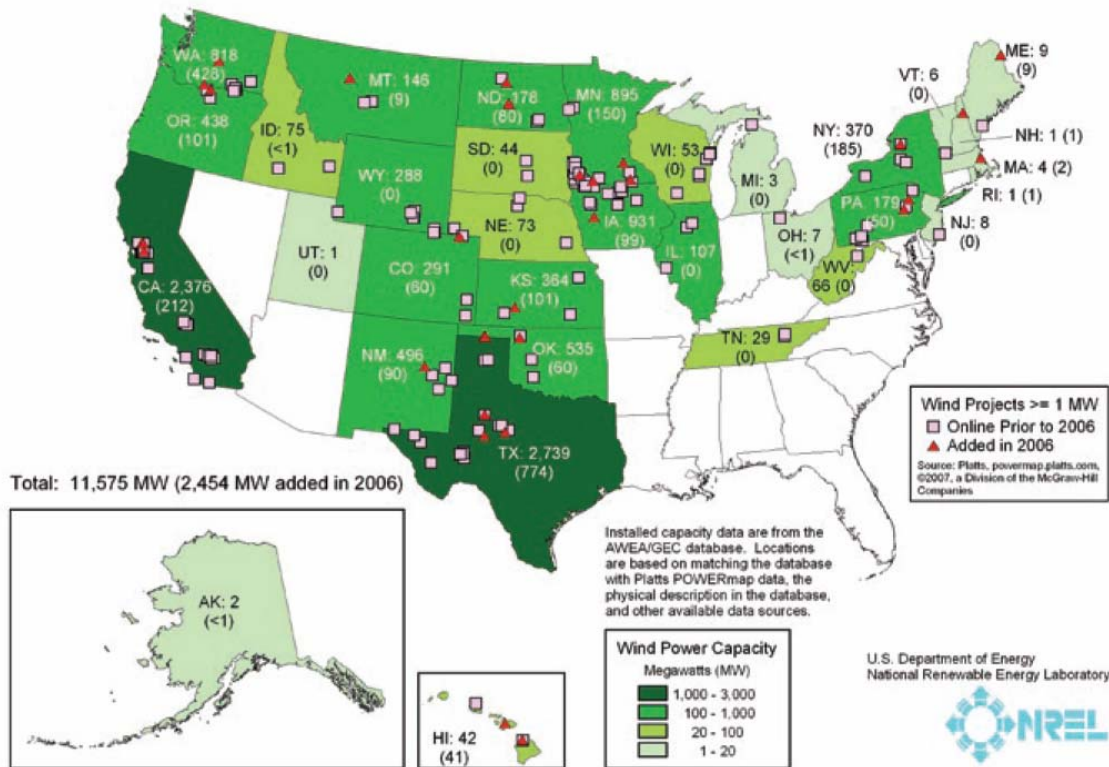 WA: 818
(428)
MT: 146
(9)
ND: 178
(80)
MN: 895
(150)
ME: 9
(9)
VT: 6
(0)
OR: 438
(101)
ID: 75
(<1)
SD: 44
(0)
WI: 53
(0)
NY: 370
(185)
NH: 1 (1)
MA: 4 (2)
RI: 1 (1)
WY: 288
(0)
MI: 3
(0)
PA: 179
(50)
NJ: 8
(0)
NE: 73
(0)
IA: 931
(99)
IL: 107
(0)
OH: 7
(<1)
WV:
66 (0)
UT: 1
(0)
CO: 291
(60)
KS: 364
(101)
CA: 2,376
(212)
TN: 29
(0)
NM: 496
(90)
OK: 535
(60)
TX: 2,739
(774)
Wind Projects >= 1 MW
Online Prior to 2006
Added in 2006
Source: Platts, powermap.platts.com,
©2007, a Division of the McGraw-Hill
Companies
Total: 11,575 MW (2,454 MW added in 2006)
Installed capacity data are from the
AWEA/GEC database. Locations
are based on matching the database
with Platts POWERmap data, the
physical description in the database,
and other available data sources.
AK: 2
(<1)
HI: 42
(41)
Wind Power Capacity
Megawatts (MW)
1,000 - 3,000
100 - 1,000
20 - 100
1 - 20
U.S. Department of Energy
National Renewable Energy Laboratory
NREL